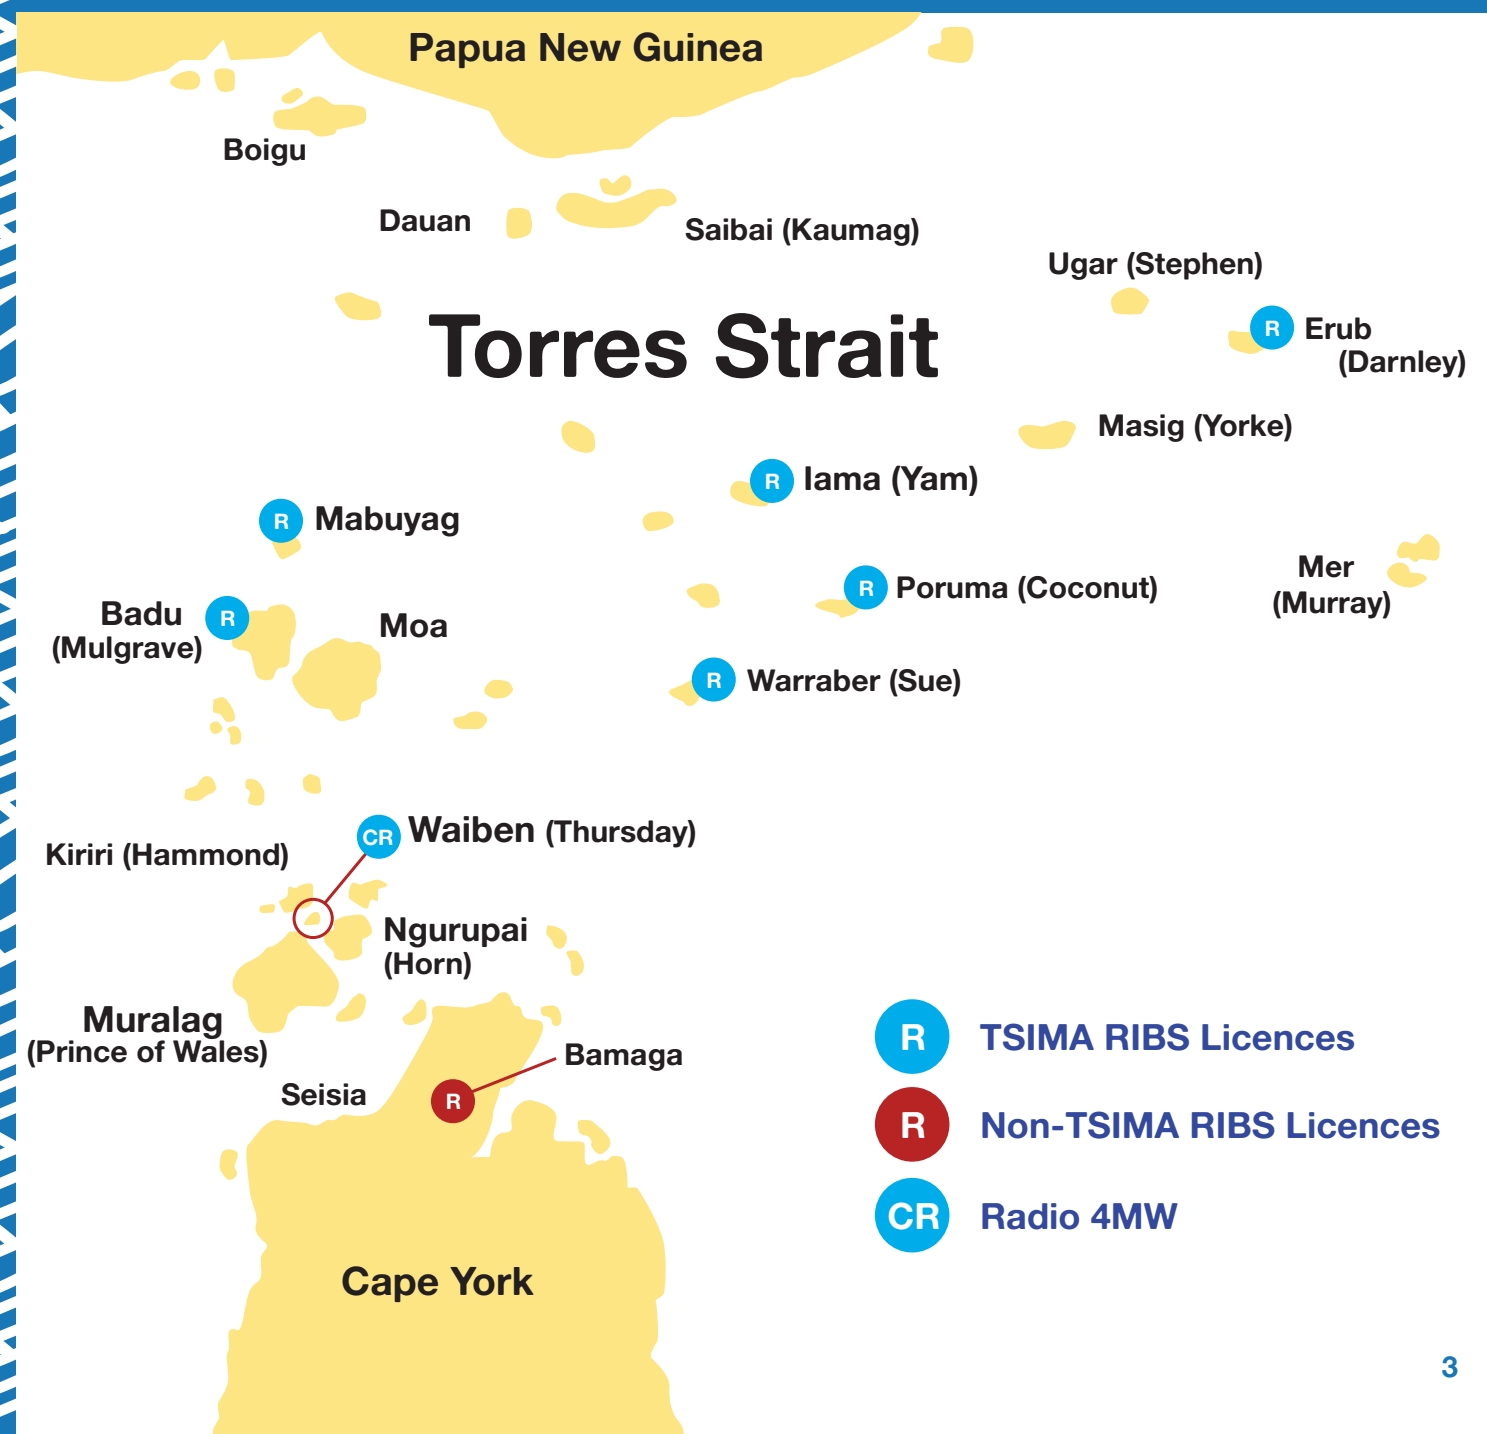 Papua New Guinea
Boigu
Dauan
Saibai (Kaumag)
Ugar (Stephen)
Torres Strait
R
Erub
(Darnley)
Masig (Yorke)
R
Iama (Yam)
R
Mabuyag
Mer
(Murray)
R
Poruma (Coconut)
Badu
(Mulgrave)
R
Moa
R
Warraber (Sue)
CR
Waiben (Thursday)
Kiriri (Hammond)
Ngurupai
(Horn)
Muralag
(Prince of Wales)
Bamaga
Seisia
R
R
TSIMA RIBS Licences
R
Non-TSIMA RIBS Licences
CR
Radio 4MW
Cape York
3